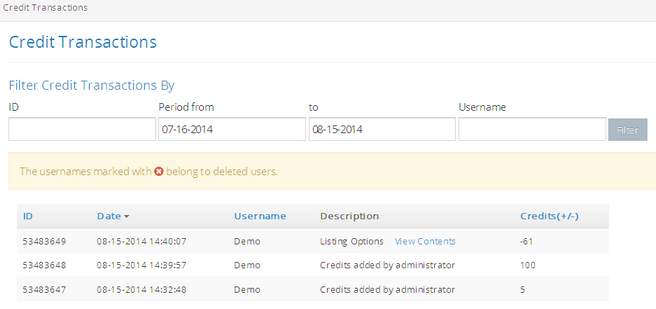 Credit Transactions
Credit Transactions
Filter Credit Transactions By
ID Period from to Username
07-16-2014 08-15-2014 Filter
The usernames marked with belong to deleted users.
ID Date Username Description Credits(+/-)
53483649 08-15-2014 14:40:07 Demo Listing Options View Contents -61
53483648 08-15-2014 14:39:57 Demo Credits added by administrator 100
53483647 08-15-2014 14:32:48 Demo Credits added by administrator 5